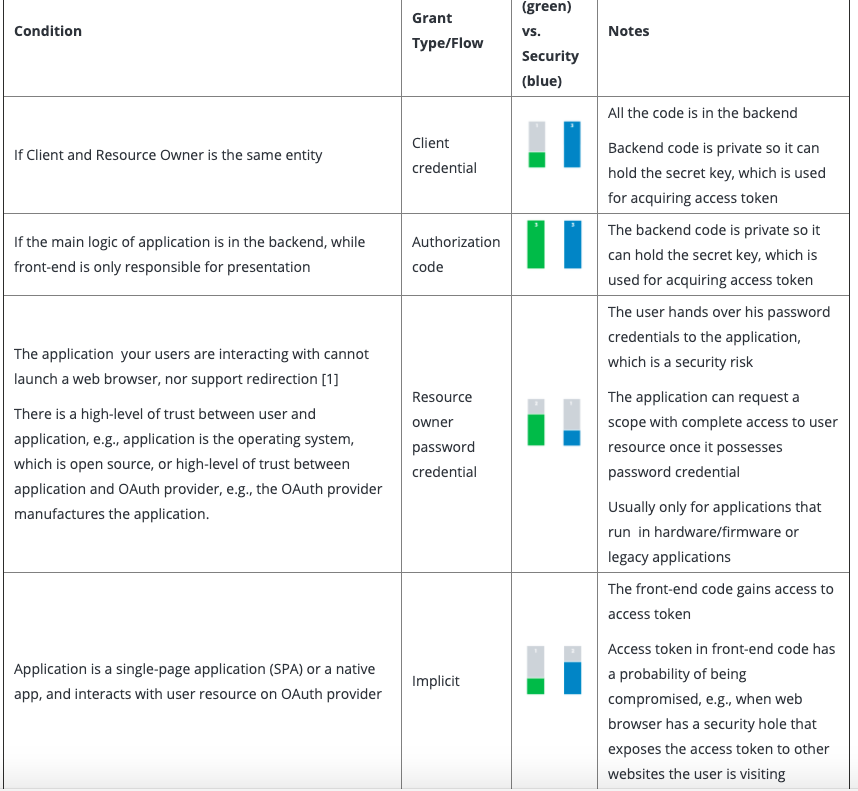 Condition
Grant
Type/Flow
(green)
vs.
Security
(blue)
Notes
If Client and Resource Owner is the same entity
Client
credential
1
3
All the code is in the backend
Backend code is private so it can
hold the secret key, which is used
for acquiring access token
If the main logic of application is in the backend, while
front-end is only responsible for presentation
Authorization
code
3
3
The backend code is private so it
can hold the secret key, which is
used for acquiring access token
The application  your users are interacting with cannot
launch a web browser, nor support redirection [1]
There is a high-level of trust between user and
application, e.g., application is the operating system,
which is open source, or high-level of trust between
application and OAuth provider, e.g., the OAuth provider
manufactures the application.
Resource
owner
password
credential
2
1
The user hands over his password
credentials to the application,
which is a security risk
The application can request a
scope with complete access to user
resource once it possesses
password credential
Usually only for applications that
run  in hardware/firmware or
legacy applications
Application is a single-page application (SPA) or a native
app, and interacts with user resource on OAuth provider
Implicit
1
2
The front-end code gains access to
access token
Access token in front-end code has
a probability of being
compromised, e.g., when web
browser has a security hole that
exposes the access token to other
websites the user is visiting